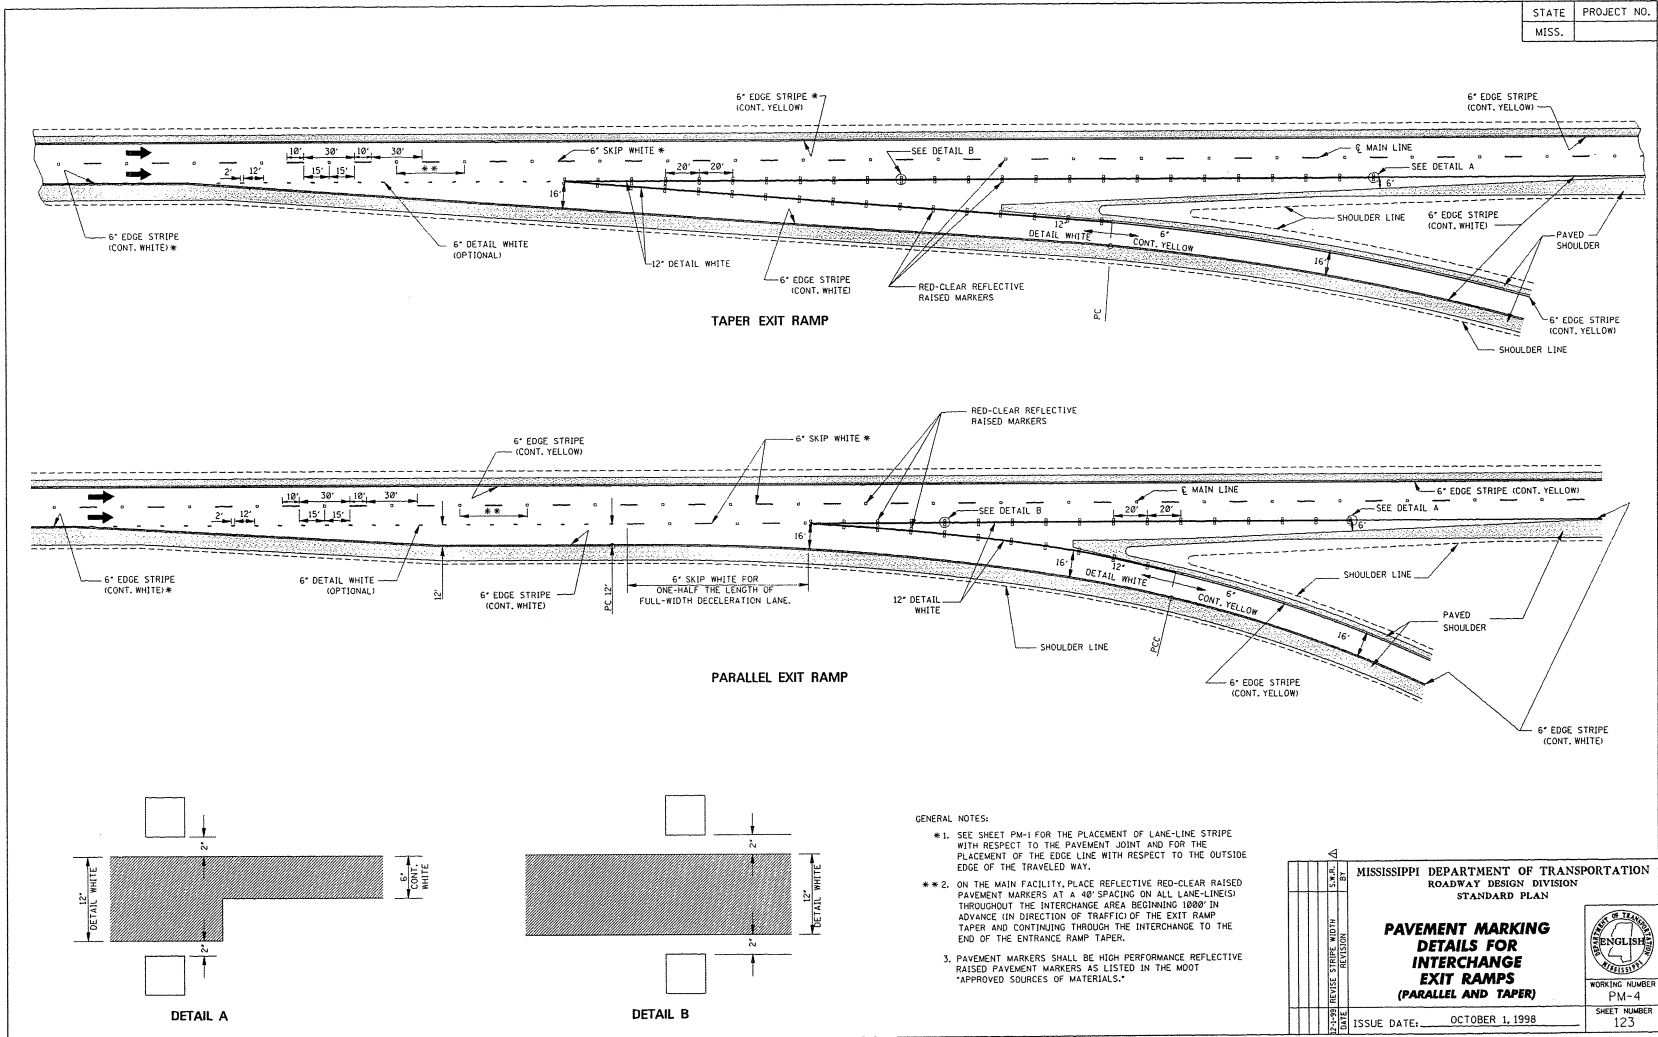 STATE PROJECT NO.
MISS.
6" EDGE STRIPE *
(CONT. YELLOW)
6" EDGE STRIPE
(CONT. YELLOW)
10' 30' 10' 30'
6" SKIP WHITE *
SEE DETAIL B
℄ MAIN LINE
SEE DETAIL A
2' 12'
15' 15'
**
20' 20'
16'
6'
6" EDGE STRIPE
(CONT. WHITE) *
6" DETAIL WHITE
(OPTIONAL)
12" DETAIL WHITE
6" EDGE STRIPE
(CONT. WHITE)
RED-CLEAR REFLECTIVE
RAISED MARKERS
12"
DETAIL WHITE
6"
CONT. YELLOW
PC
SHOULDER LINE
6" EDGE STRIPE
(CONT. WHITE)
PAVED
SHOULDER
16'
6" EDGE STRIPE
(CONT. YELLOW)
SHOULDER LINE
TAPER EXIT RAMP
RED-CLEAR REFLECTIVE
RAISED MARKERS
6" EDGE STRIPE
(CONT. YELLOW)
6" SKIP WHITE *
10' 30' 10' 30'
℄ MAIN LINE
6" EDGE STRIPE (CONT. YELLOW)
2' 12'
15' 15'
**
SEE DETAIL B
20' 20'
SEE DETAIL A
16'
6'
6" EDGE STRIPE
(CONT. WHITE) *
6" DETAIL WHITE
(OPTIONAL)
12'
6" EDGE STRIPE
(CONT. WHITE)
PC 12'
6" SKIP WHITE FOR
ONE-HALF THE LENGTH OF
FULL-WIDTH DECELERATION LANE.
12" DETAIL
WHITE
16'
12"
DETAIL WHITE
6"
CONT. YELLOW
PCC
SHOULDER LINE
SHOULDER LINE
PAVED
SHOULDER
16'
6" EDGE STRIPE
(CONT. YELLOW)
6" EDGE STRIPE
(CONT. WHITE)
PARALLEL EXIT RAMP
12"
DETAIL WHITE
2"
2"
6"
CONT.
WHITE
DETAIL A
2"
2"
12"
DETAIL WHITE
DETAIL B
GENERAL NOTES:
* 1. SEE SHEET PM-1 FOR THE PLACEMENT OF LANE-LINE STRIPE
WITH RESPECT TO THE PAVEMENT JOINT AND FOR THE
PLACEMENT OF THE EDGE LINE WITH RESPECT TO THE OUTSIDE
EDGE OF THE TRAVELED WAY.
* * 2. ON THE MAIN FACILITY, PLACE REFLECTIVE RED-CLEAR RAISED
PAVEMENT MARKERS AT A 40' SPACING ON ALL LANE-LINE(S)
THROUGHOUT THE INTERCHANGE AREA BEGINNING 1000' IN
ADVANCE (IN DIRECTION OF TRAFFIC) OF THE EXIT RAMP
TAPER AND CONTINUING THROUGH THE INTERCHANGE TO THE
END OF THE ENTRANCE RAMP TAPER.
3. PAVEMENT MARKERS SHALL BE HIGH PERFORMANCE REFLECTIVE
RAISED PAVEMENT MARKERS AS LISTED IN THE MDOT
"APPROVED SOURCES OF MATERIALS."
12-1-99 REVISE STRIPE WIDTH S.W.R.
DATE REVISION BY
MISSISSIPPI DEPARTMENT OF TRANSPORTATION
ROADWAY DESIGN DIVISION
STANDARD PLAN
PAVEMENT MARKING
DETAILS FOR
INTERCHANGE
EXIT RAMPS
(PARALLEL AND TAPER)
DEPARTMENT OF TRANSPORTATION
ENGLISH
MISSISSIPPI
WORKING NUMBER
PM-4
SHEET NUMBER
123
ISSUE DATE: OCTOBER 1, 1998